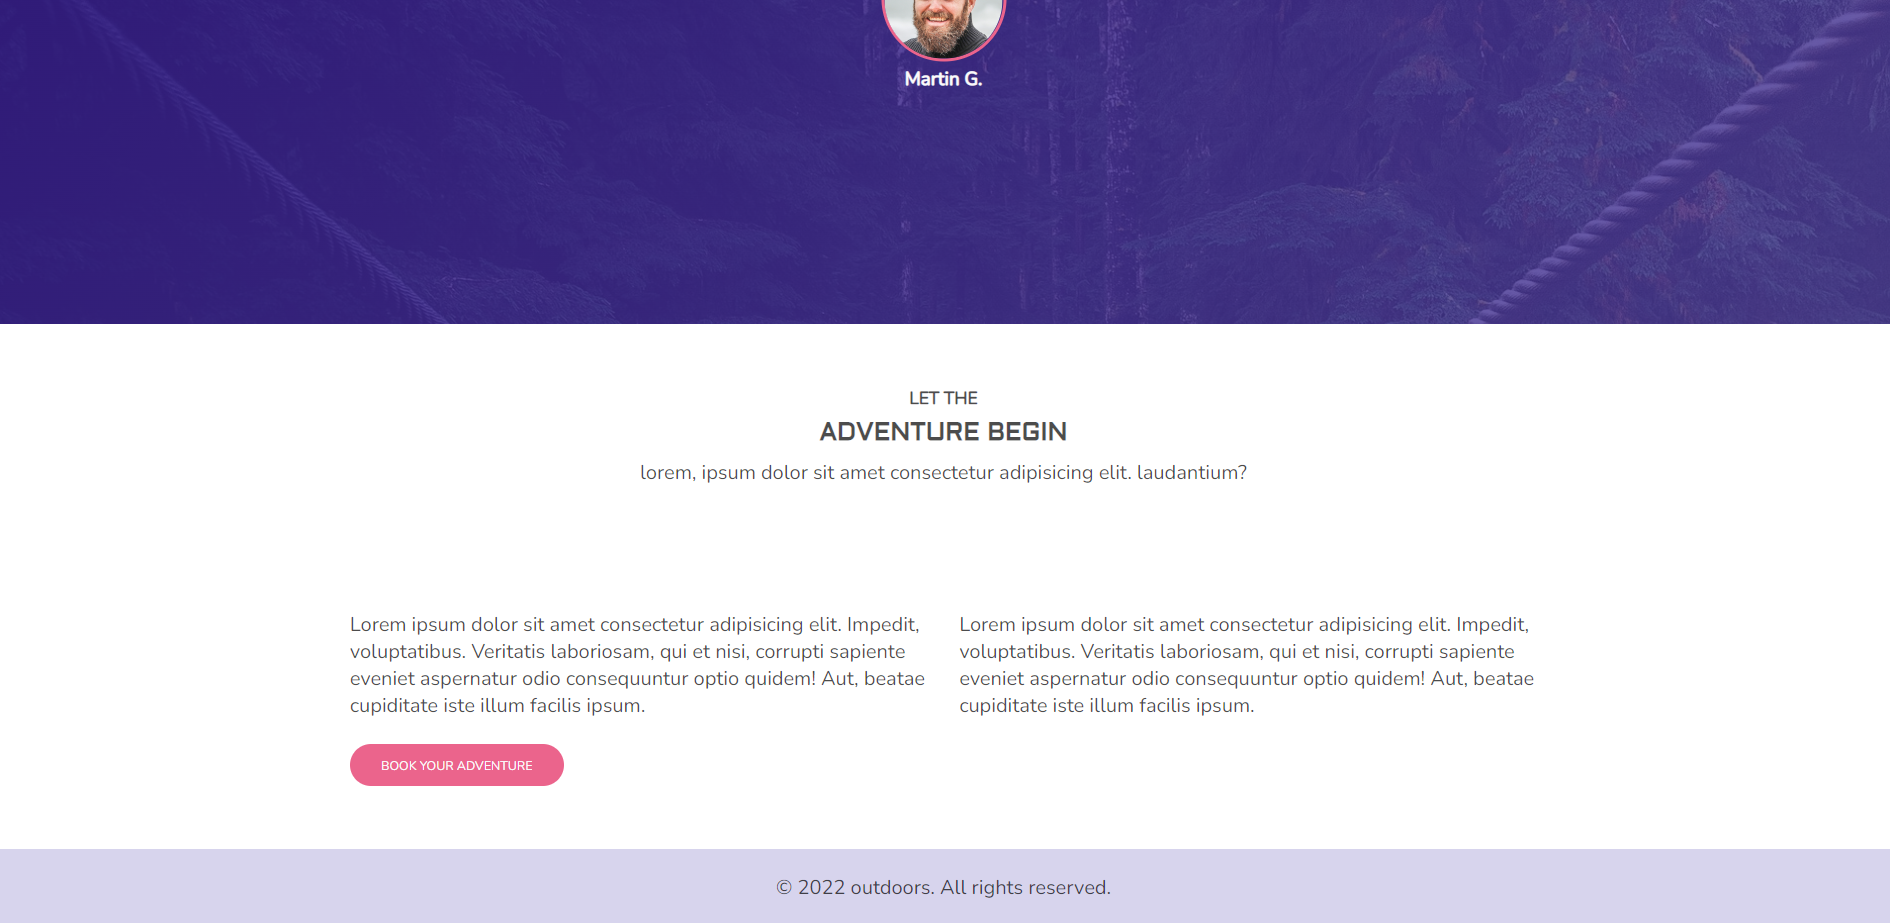 Martin G.
LET THE
ADVENTURE BEGIN
lorem, ipsum dolor sit amet consectetur adipisicing elit. laudantium?
Lorem ipsum dolor sit amet consectetur adipisicing elit. Impedit,
voluptatibus. Veritatis laboriosam, qui et nisi, corrupti sapiente
eveniet aspernatur odio consequuntur optio quidem! Aut, beatae
cupiditate iste illum facilis ipsum.
BOOK YOUR ADVENTURE
Lorem ipsum dolor sit amet consectetur adipisicing elit. Impedit,
voluptatibus. Veritatis laboriosam, qui et nisi, corrupti sapiente
eveniet aspernatur odio consequuntur optio quidem! Aut, beatae
cupiditate iste illum facilis ipsum.
© 2022 outdoors. All rights reserved.